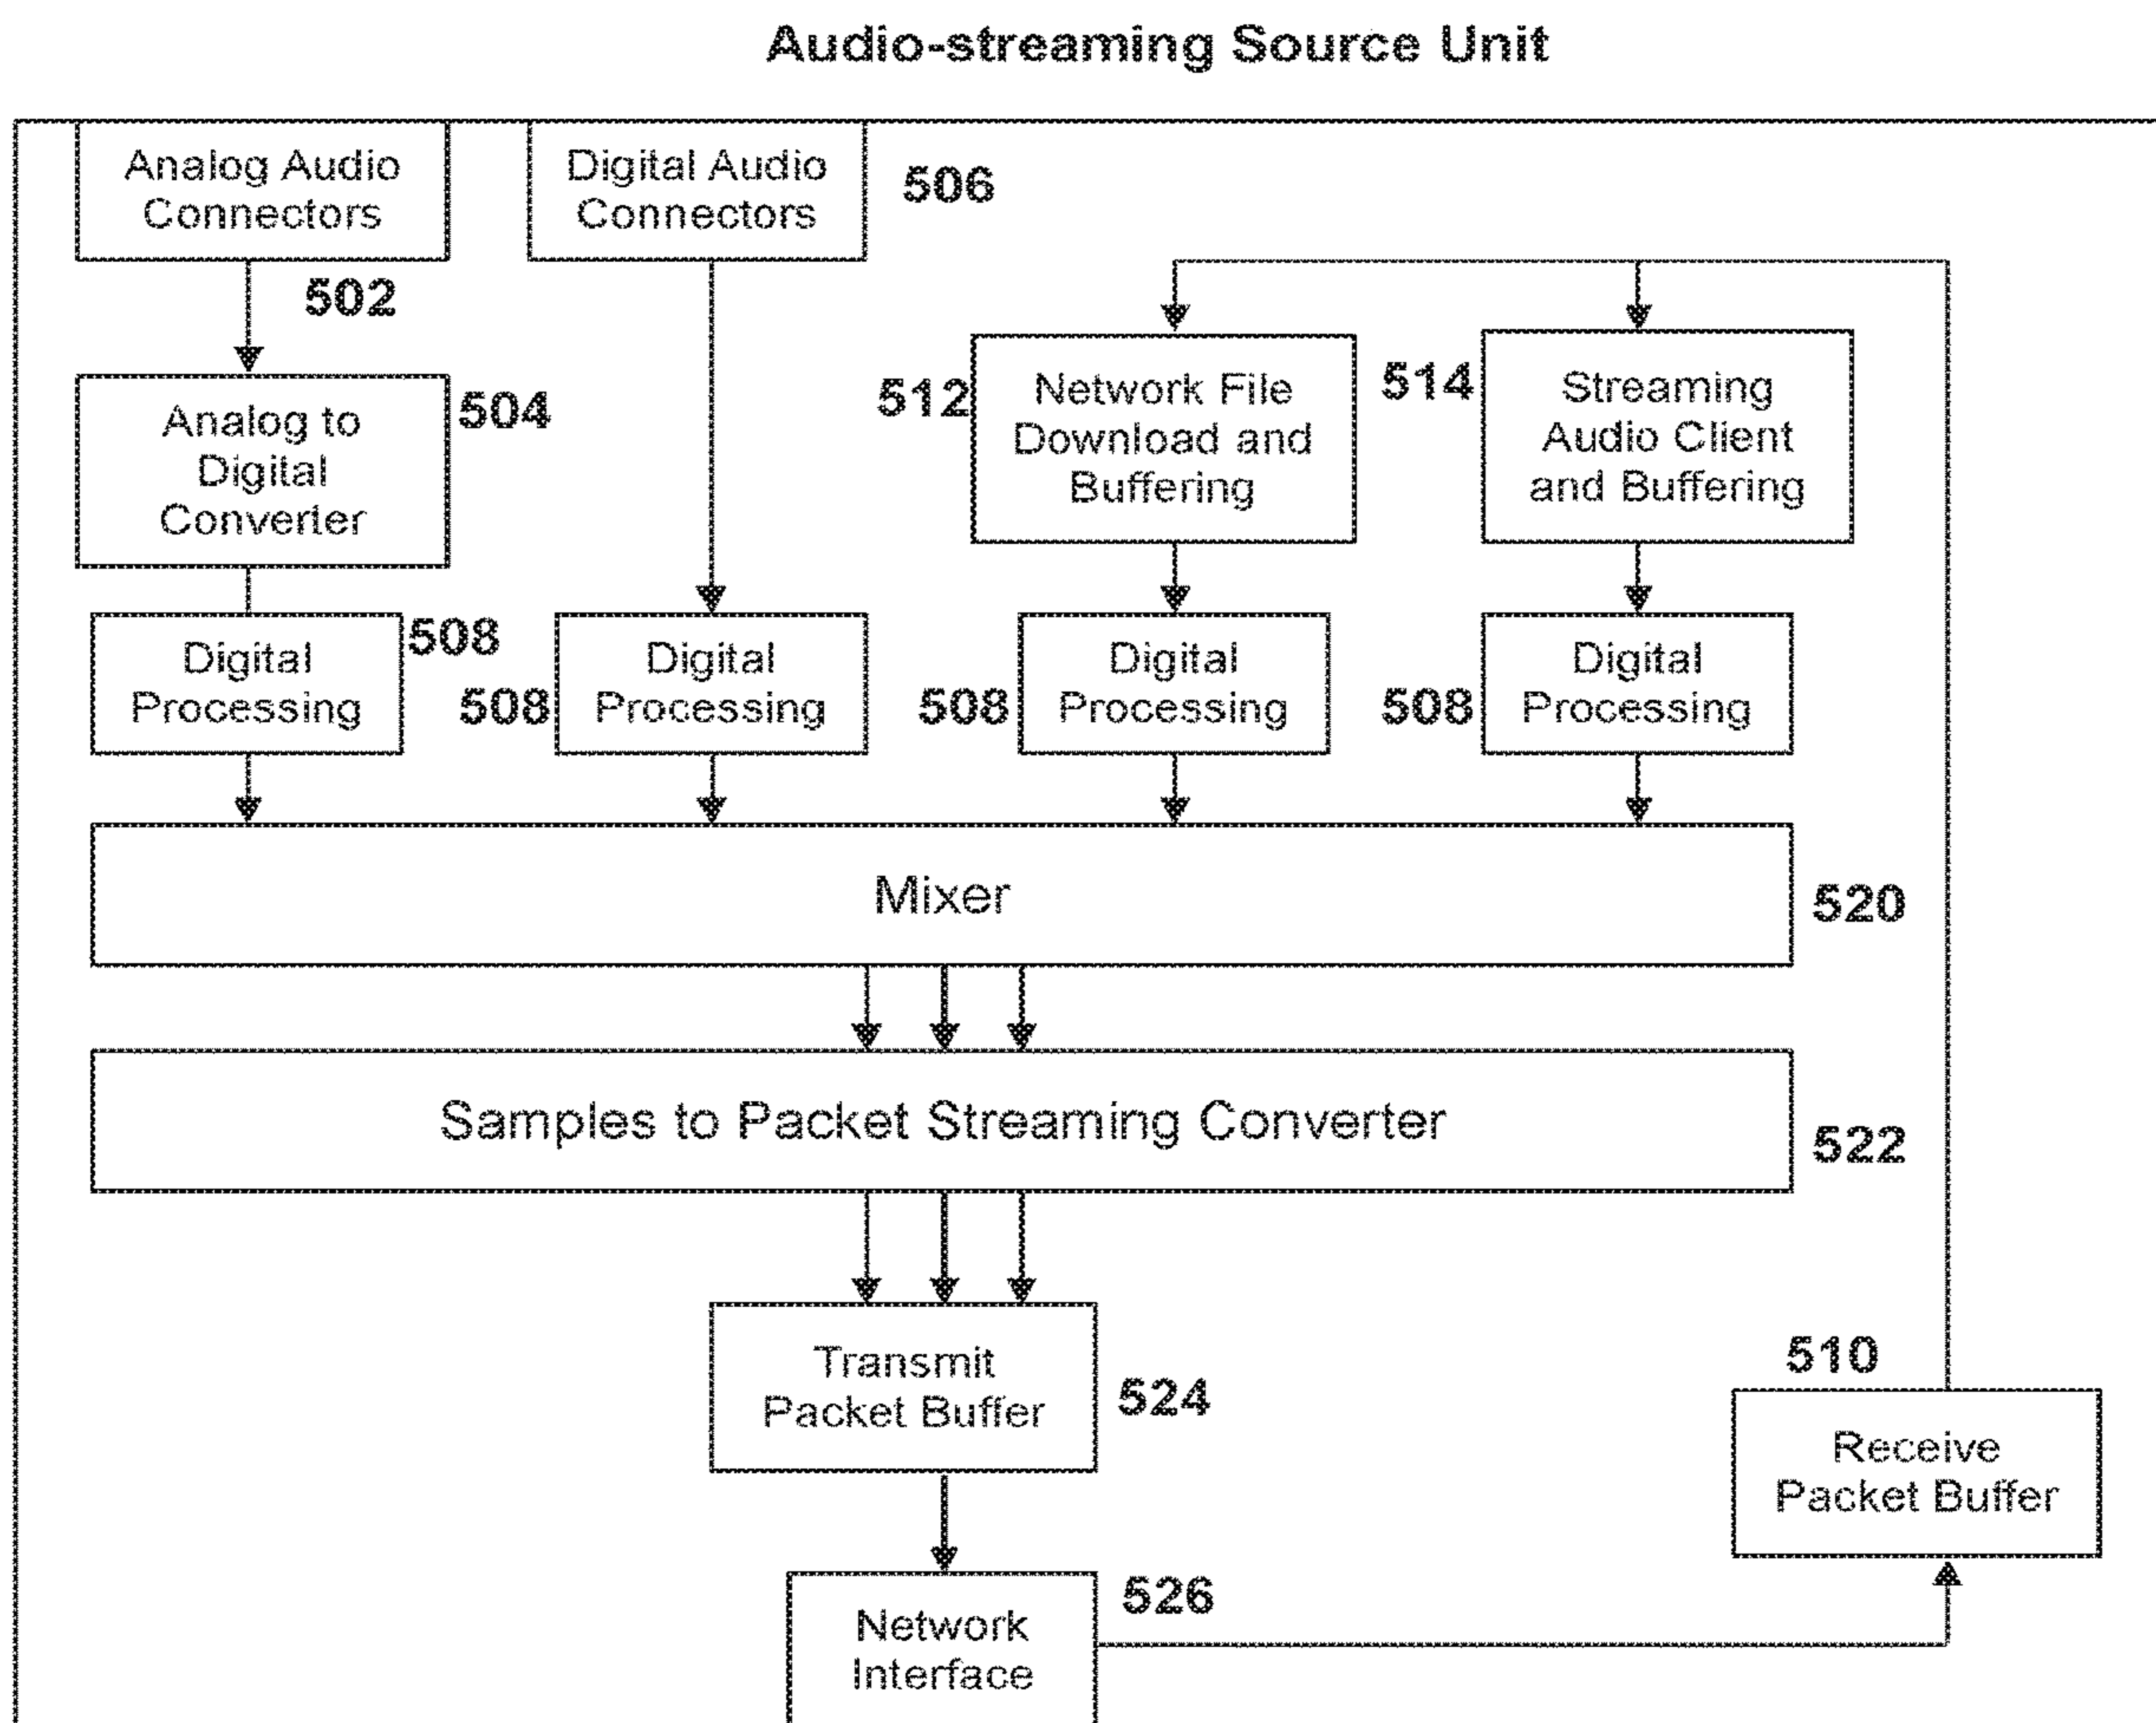 Audio-streaming Source Unit
Analog Audio
Connectors
Digital Audio
Connectors
506
502
Analog to
Digital
Converter
504
512
Network File
Download and
Buffering
514
Streaming
Audio Client
and Buffering
Digital
Processing
508
508
Digital
Processing
508
Digital
Processing
508
Digital
Processing
Mixer
520
Samples to Packet Streaming Converter
522
Transmit
Packet Buffer
524
510
Receive
Packet Buffer
Network
Interface
526